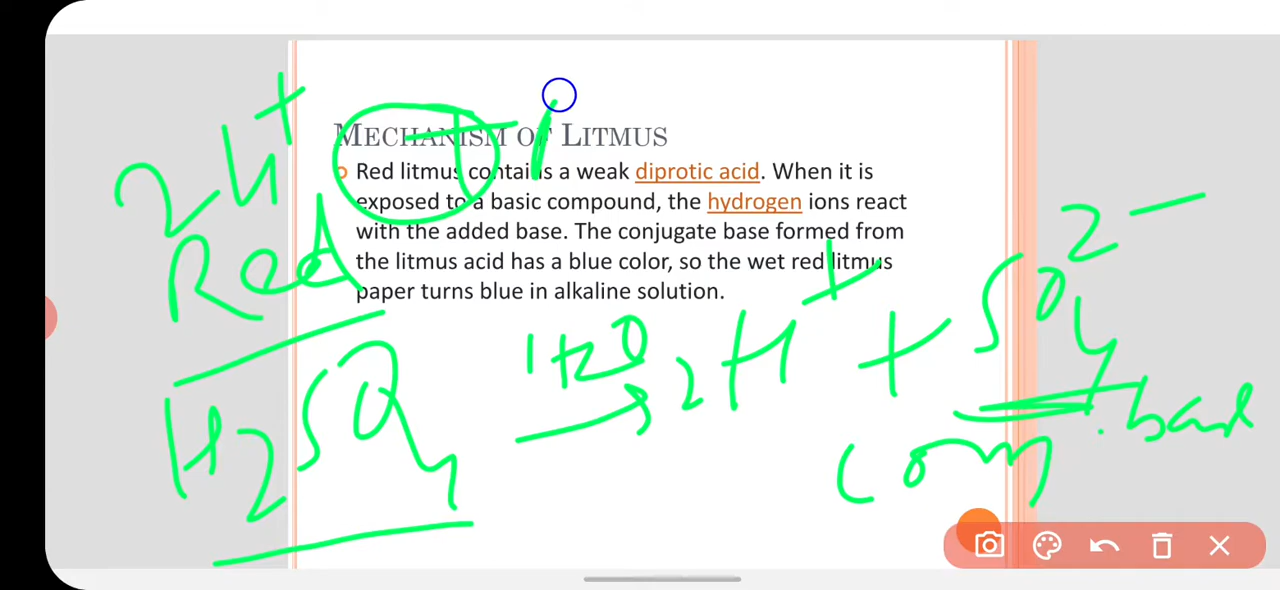 MECHANISM OF LITMUS
Red litmus contains a weak diprotic acid. When it is
exposed to a basic compound, the hydrogen ions react
with the added base. The conjugate base formed from
the litmus acid has a blue color, so the wet red litmus
paper turns blue in alkaline solution.
2H+
Red
H2SO4 H2O 2H+ + SO4 2-
conj. base